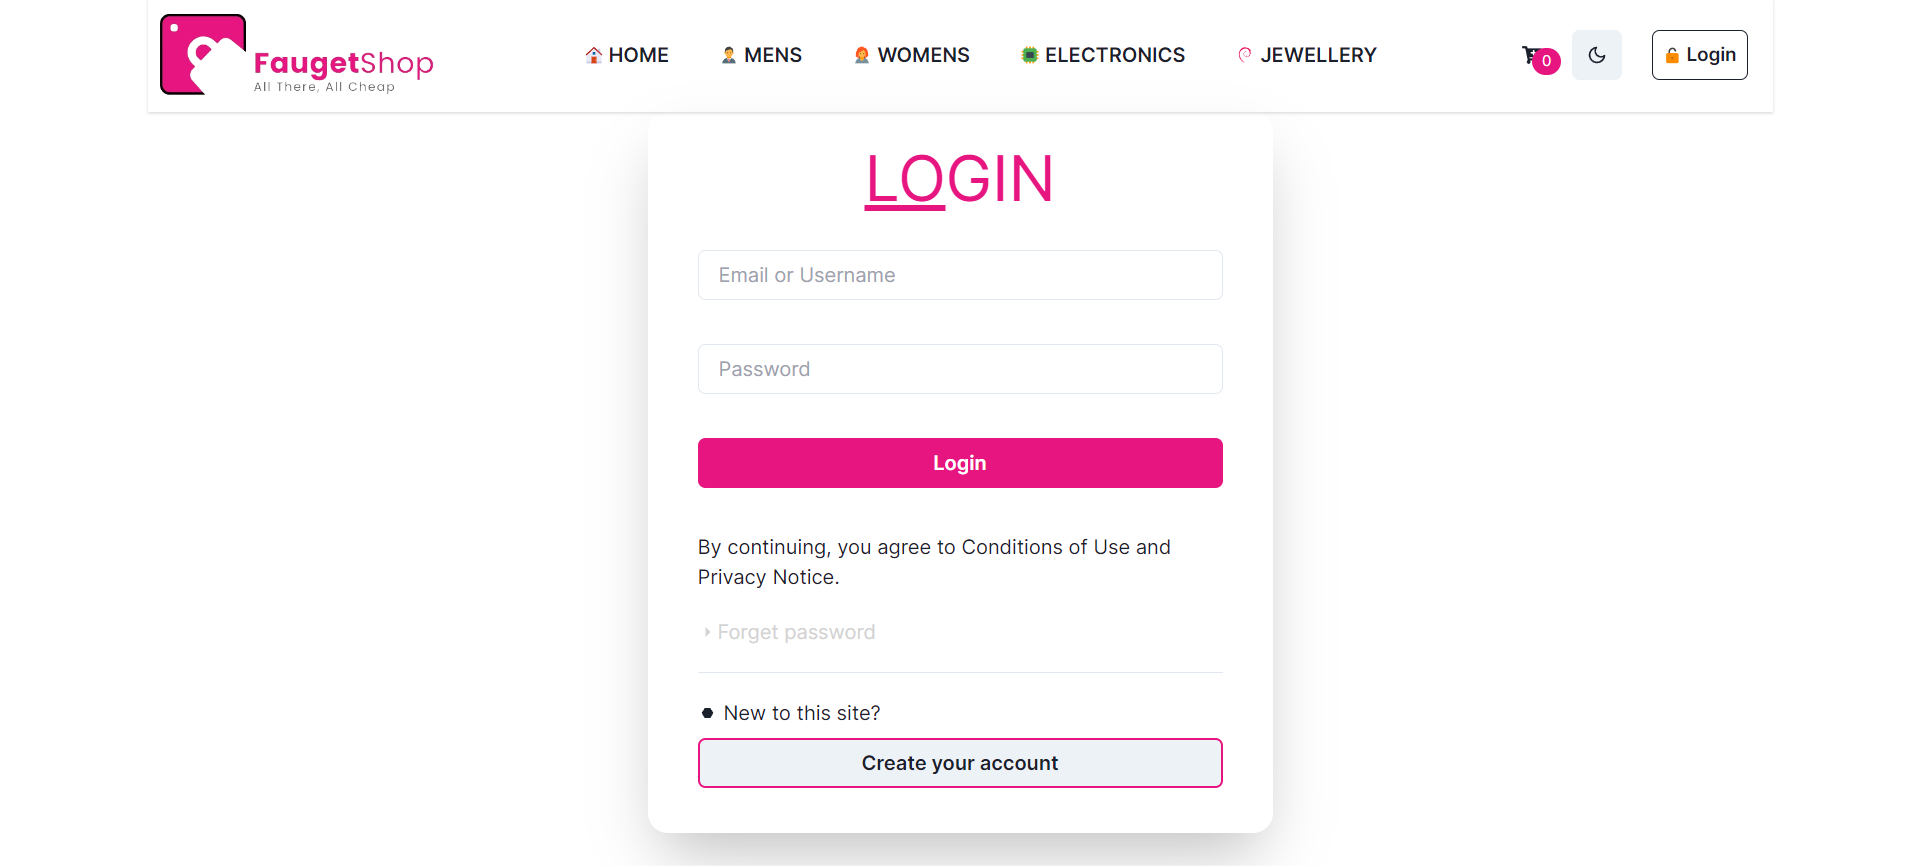 FaugetShop
All There, All Cheap
HOME
MENS
WOMENS
ELECTRONICS
JEWELLERY
0
Login
LOGIN
Email or Username
Password
Login
By continuing, you agree to Conditions of Use and
Privacy Notice.
Forget password
New to this site?
Create your account